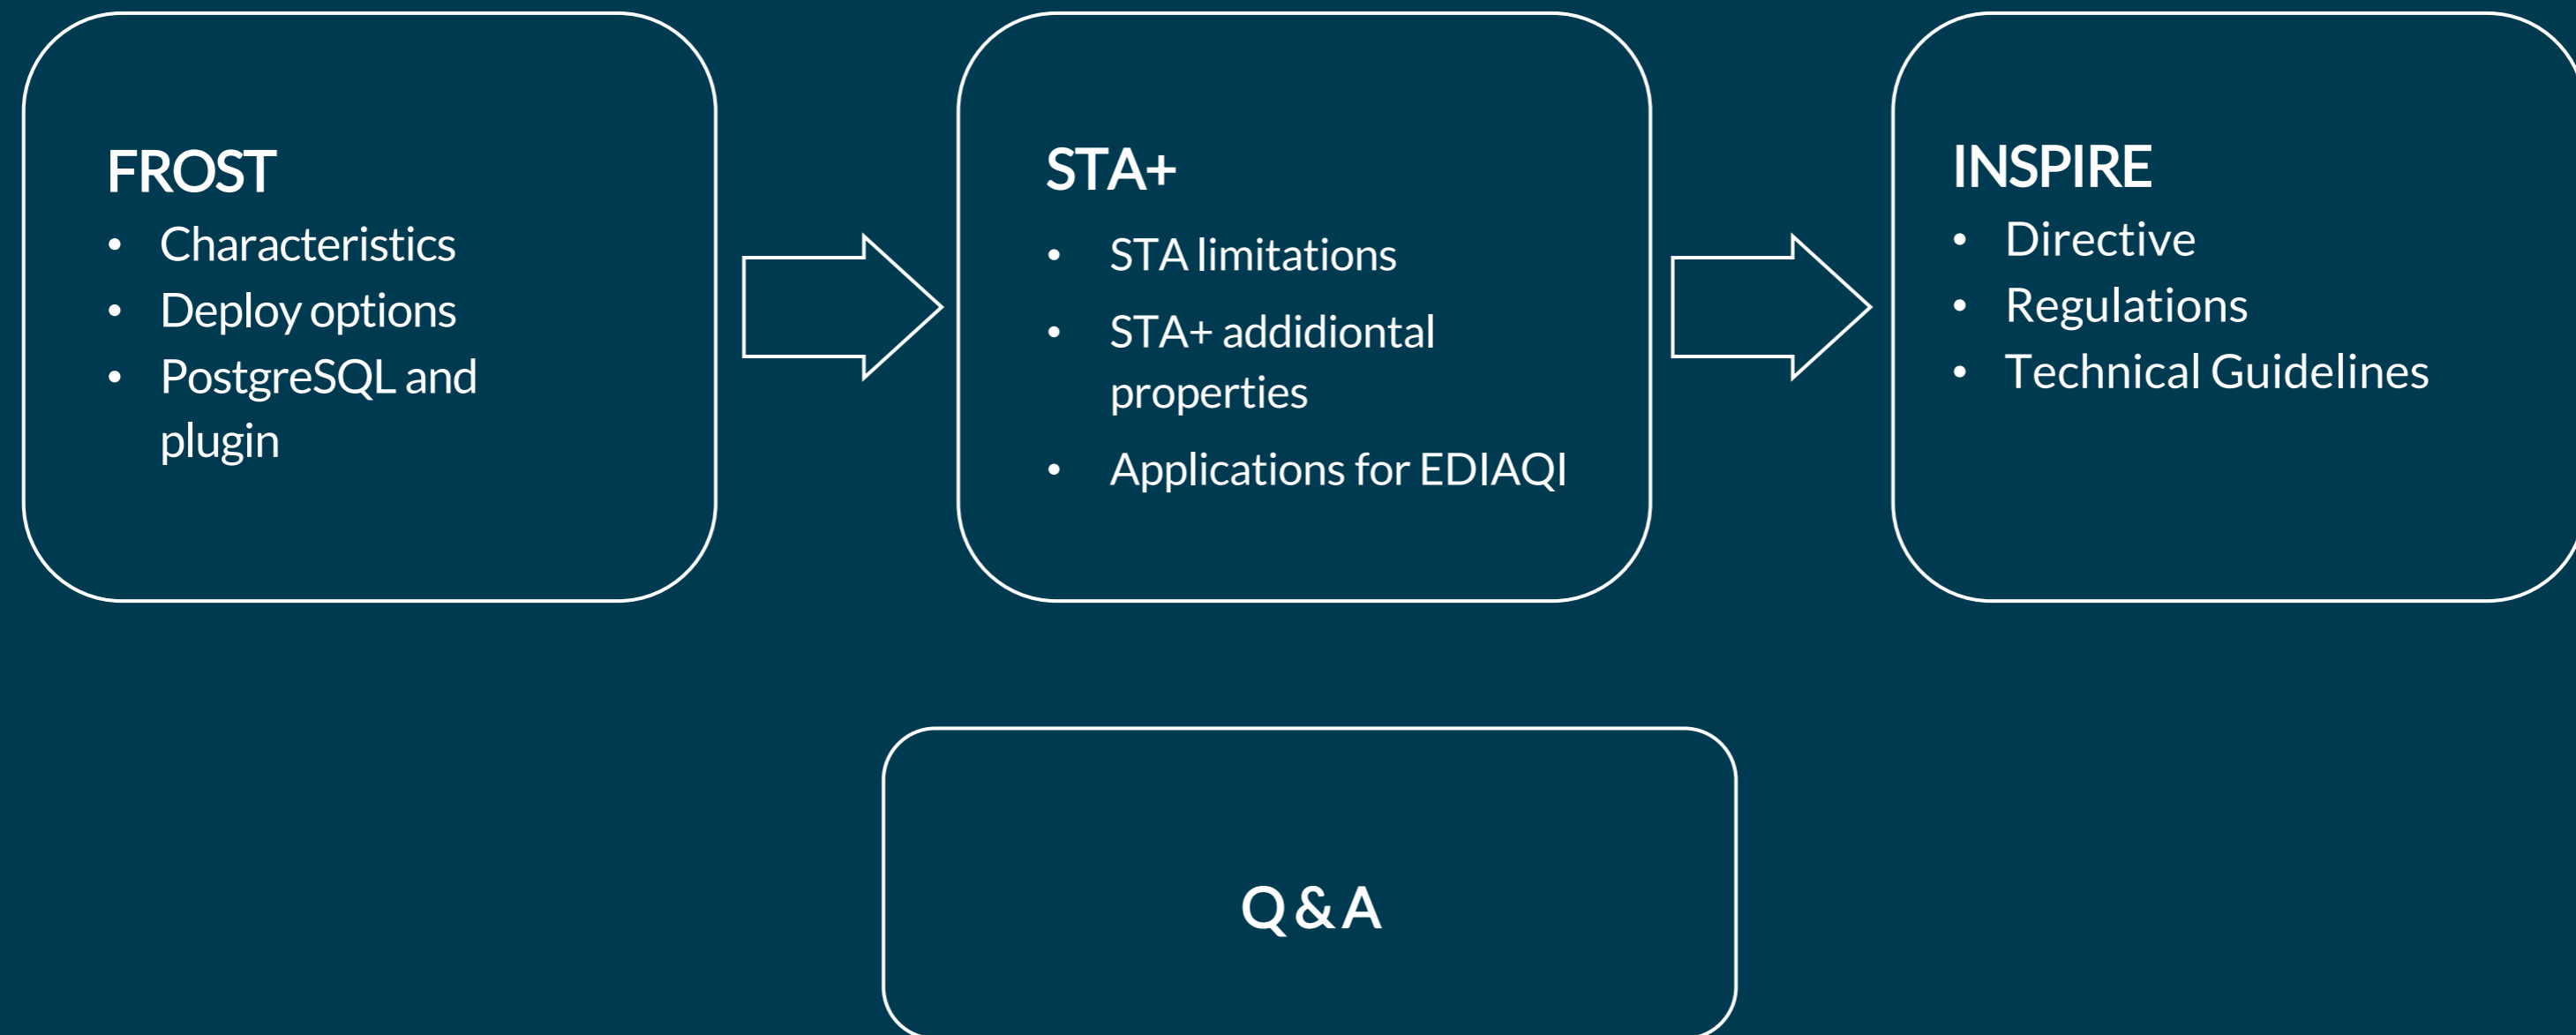 FROST
• Characteristics
• Deploy options
• PostgreSQL and
plugin
STA+
• STA limitations
• STA+ addidiontal
properties
• Applications for EDIAQI
INSPIRE
• Directive
• Regulations
• Technical Guidelines
Q & A